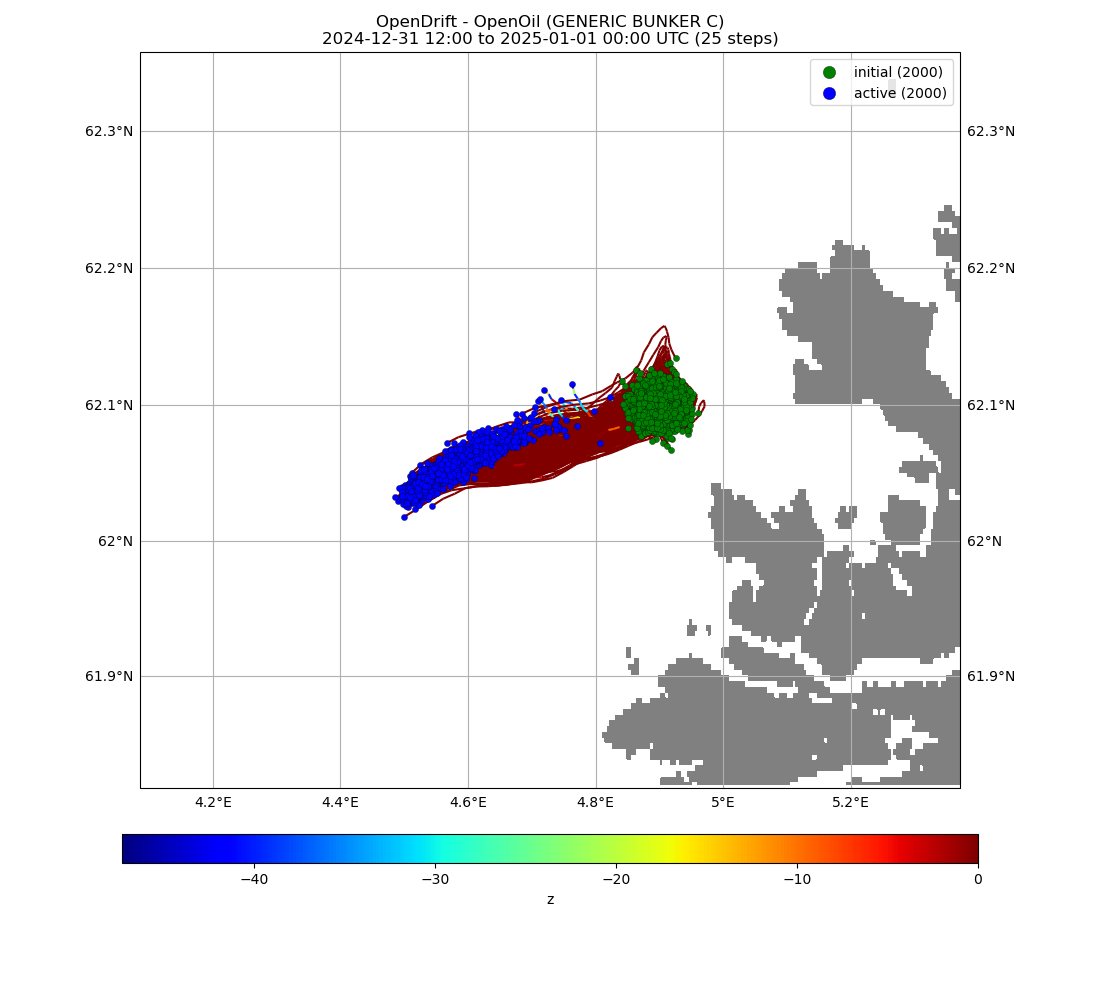 OpenDrift - OpenOil (GENERIC BUNKER C)
2024-12-31 12:00 to 2025-01-01 00:00 UTC (25 steps)
initial (2000)
active (2000)
62.3°N 62.3°N
62.2°N 62.2°N
62.1°N 62.1°N
62°N 62°N
61.9°N 61.9°N
4.2°E 4.4°E 4.6°E 4.8°E 5°E 5.2°E
−40 −30 −20 −10 0
z